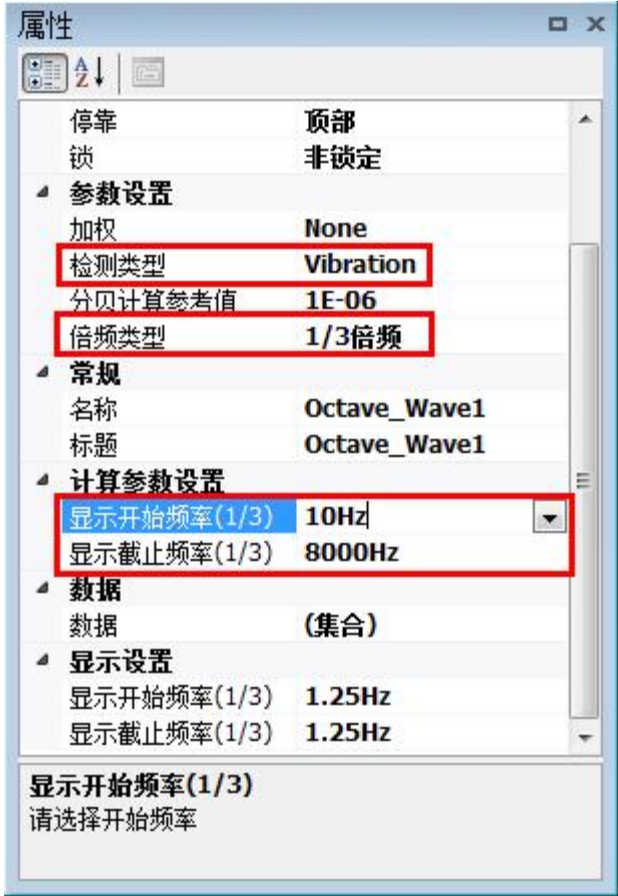 属性
停靠 顶部
锁 非锁定
参数设置
加权 None
检测类型 Vibration
分贝计算参考值 1E-06
倍频类型 1/3倍频
常规
名称 Octave_Wave1
标题 Octave_Wave1
计算参数设置
显示开始频率(1/3) 10Hz
显示截止频率(1/3) 8000Hz
数据
数据 (集合)
显示设置
显示开始频率(1/3) 1.25Hz
显示截止频率(1/3) 1.25Hz
显示开始频率(1/3)
请选择开始频率